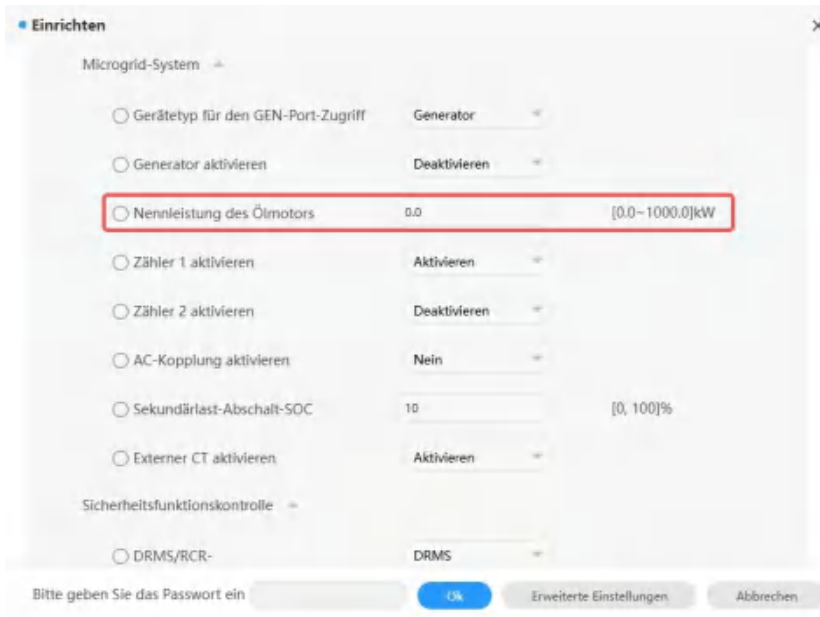 Einrichten
Microgrid-System
Gerätetyp für den GEN-Port-Zugriff Generator
Generator aktivieren Deaktivieren
Nennleistung des Ölmotors 0.0 [0.0~1000.0]kW
Zähler 1 aktivieren Aktivieren
Zähler 2 aktivieren Deaktivieren
AC-Kopplung aktivieren Nein
Sekundärlast-Abschalt-SOC 10 [0, 100]%
Externer CT aktivieren Aktivieren
Sicherheitsfunktionskontrolle
DRMS/RCR- DRMS
Bitte geben Sie das Passwort ein Ok Erweiterte Einstellungen Abbrechen